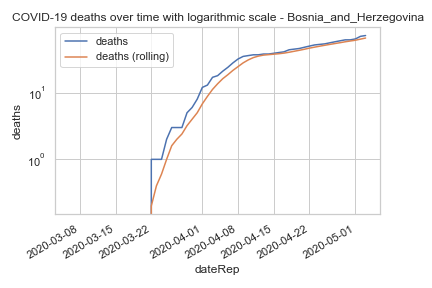 COVID-19 deaths over time with logarithmic scale - Bosnia_and_Herzegovina
deaths
deaths (rolling)
10¹
10⁰
deaths
2020-03-08
2020-03-15
2020-03-22
2020-04-01
2020-04-08
2020-04-15
2020-04-22
2020-05-01
dateRep